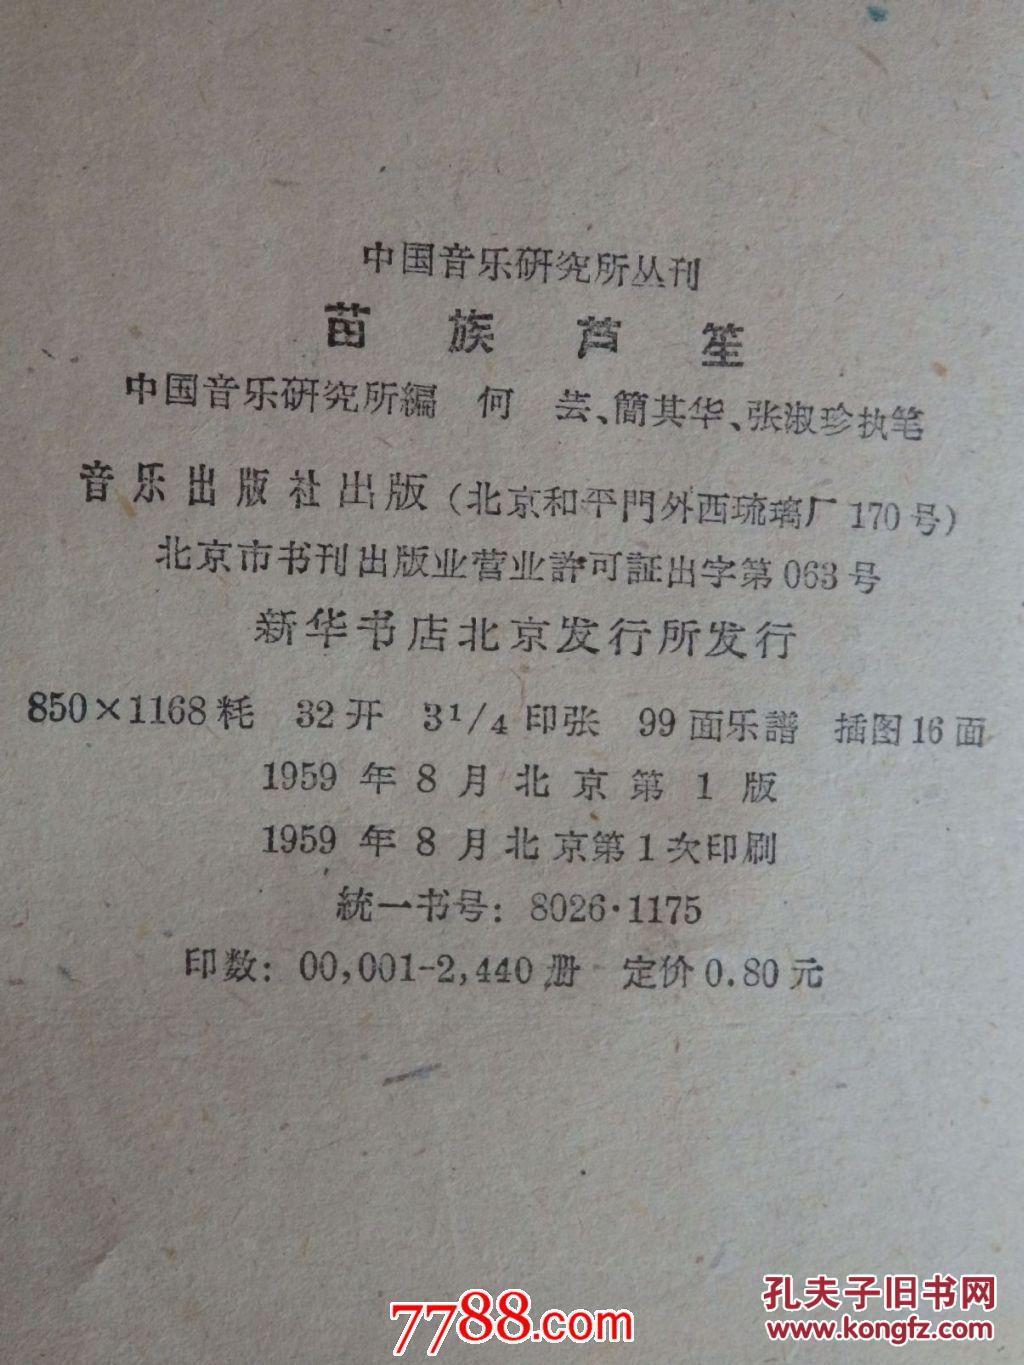 中国音乐研究所丛刊
苗族芦笙
中国音乐研究所編 何芸、簡其华、张淑珍执笔
音乐出版社出版（北京和平門外西琉璃厂170号）
北京市书刊出版业营业許可証出字第063号
新华书店北京发行所发行
850×1168耗 32开 3 1/4印张 99面乐譜 插图16面
1959年8月北京第1版
1959年8月北京第1次印刷
統一书号：8026·1175
印数：00,001-2,440册 定价0.80元
孔夫子旧书网
7788.com
www.kongfz.com